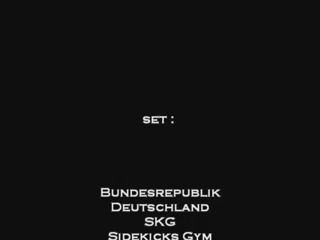 SET :
BUNDESREPUBLIK
DEUTSCHLAND
SKG
SIDEKICKS GYM